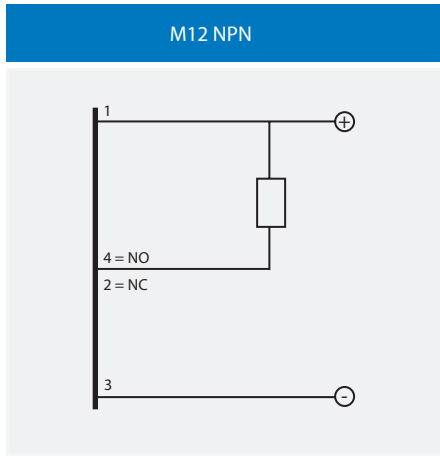 M12 NPN
1
+
4 = NO
2 = NC
3
-